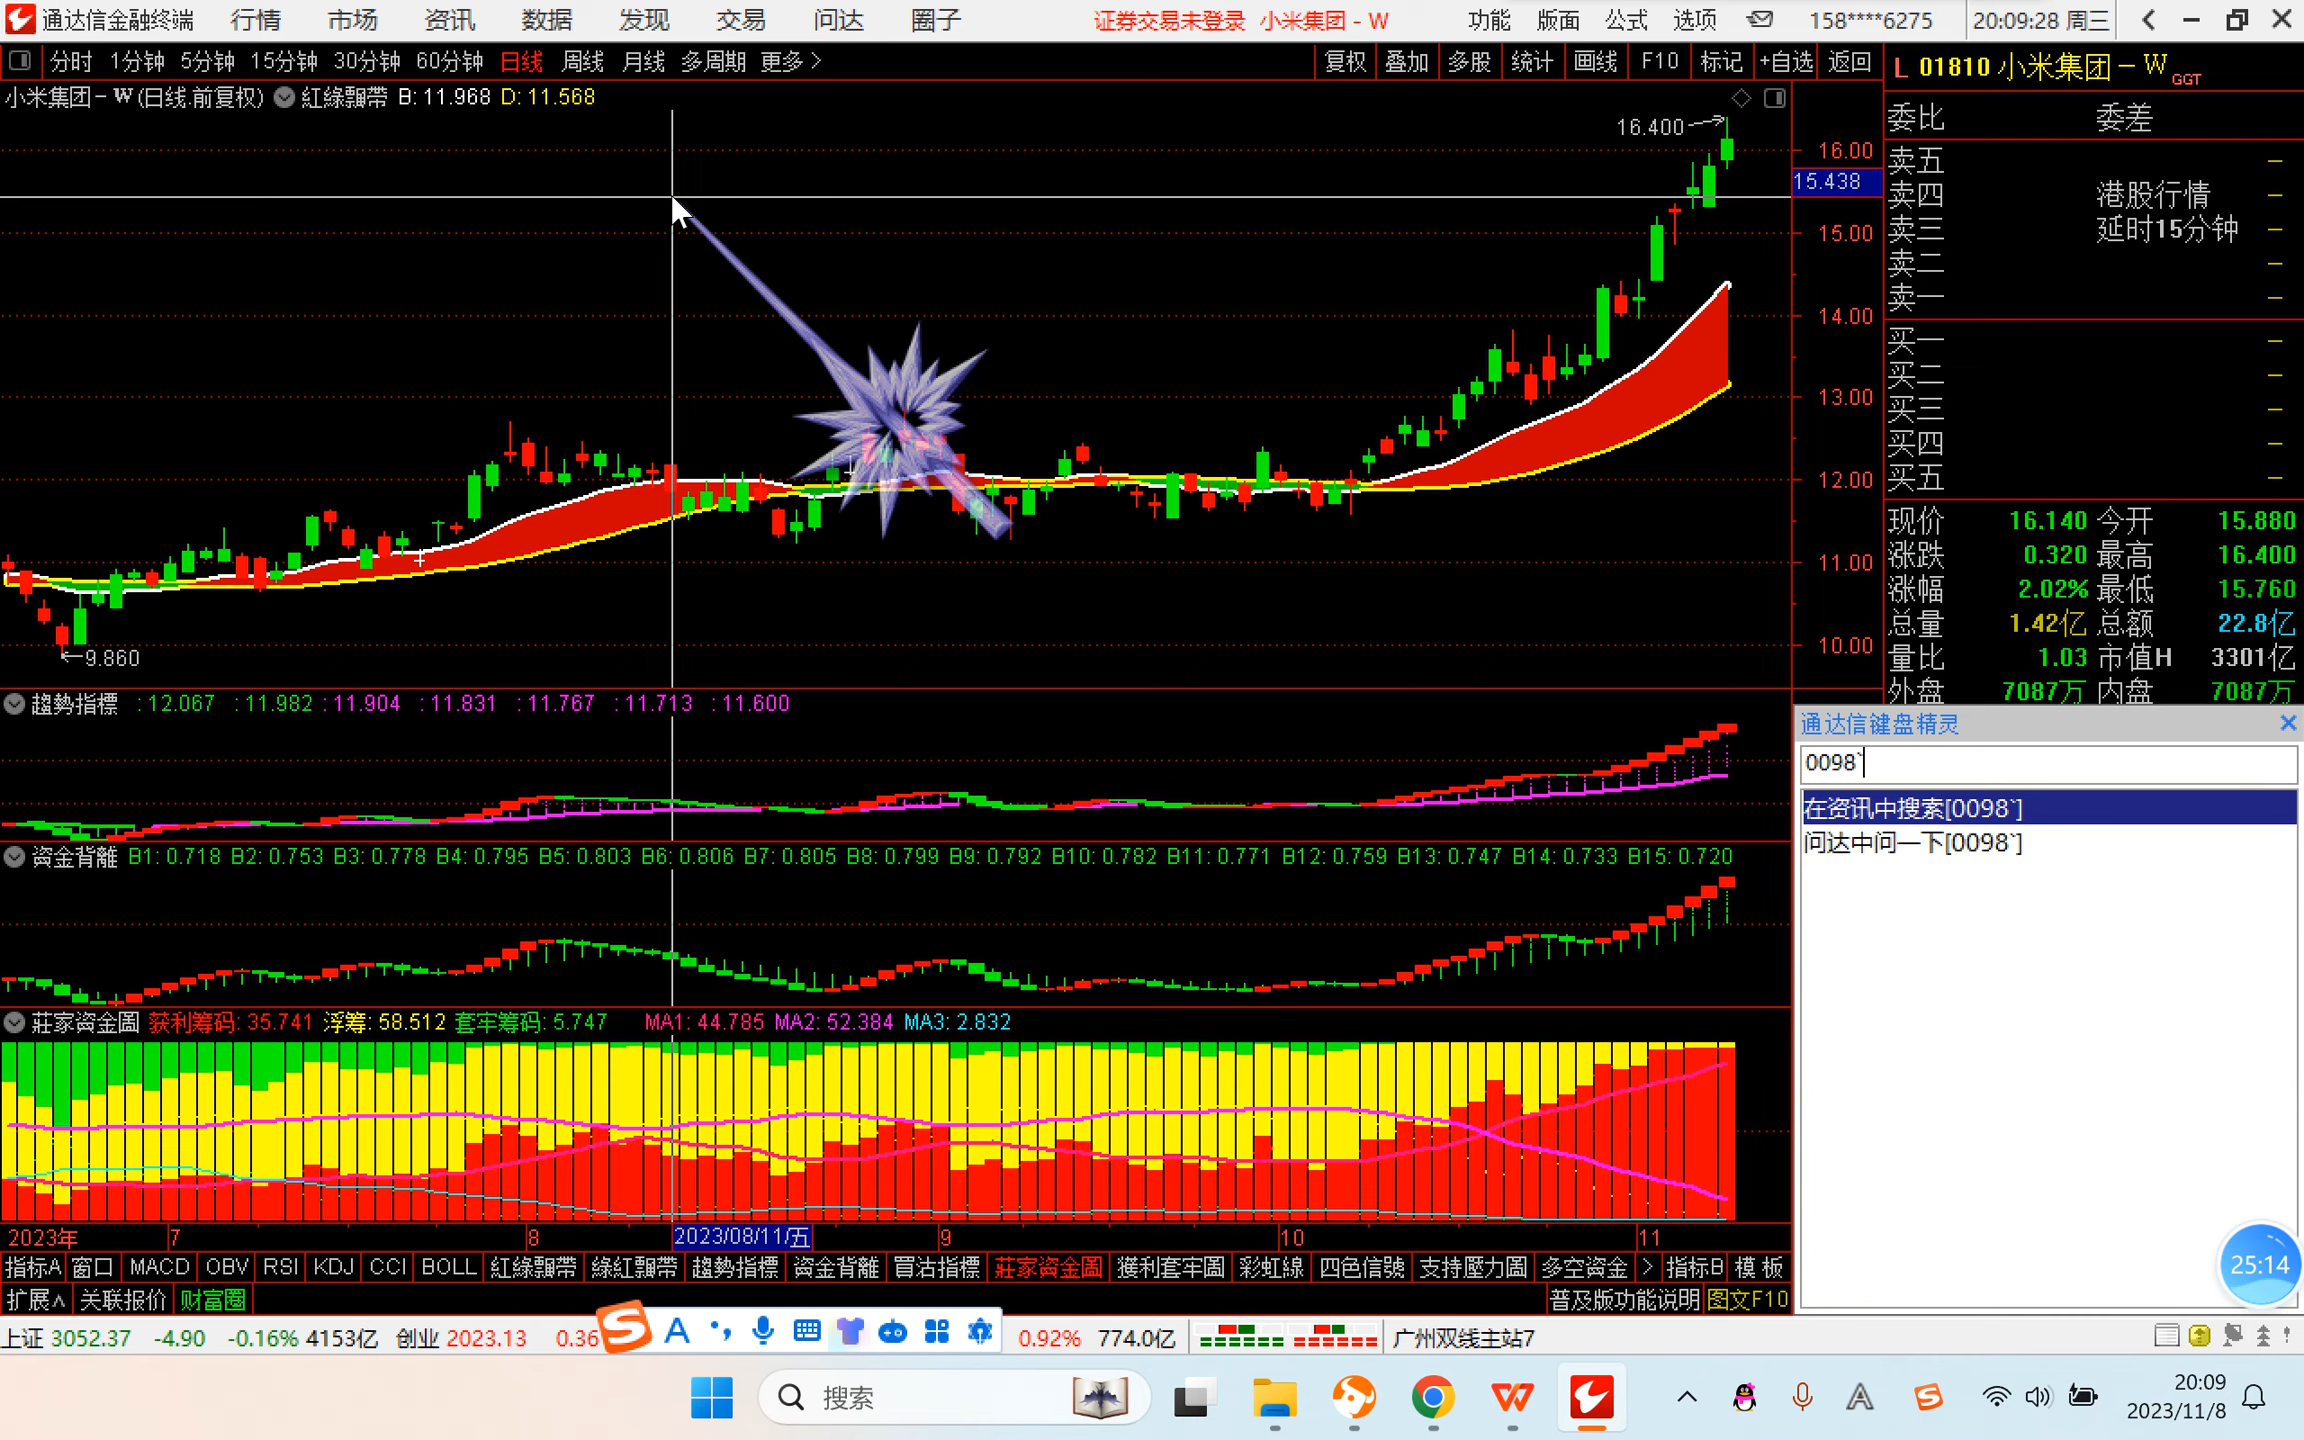 通达信金融终端 行情 市场 资讯 数据 发现 交易 问达 圈子 证券交易未登录 小米集团-W 功能 版面 公式 选项 158****6275 20:09:28 周三
分时 1分钟 5分钟 15分钟 30分钟 60分钟 日线 周线 月线 多周期 更多 > 复权 叠加 多股 统计 画线 F10 标记 +自选 返回
L 01810 小米集团-W GGT
小米集团-W(日线.前复权) 紅綠飄帶 B: 11.968 D: 11.568
16.400
9.860
16.00
15.438
15.00
14.00
13.00
12.00
11.00
10.00
委比 委差
卖五
卖四 港股行情
卖三 延时15分钟
卖二
卖一
买一
买二
买三
买四
买五
现价 16.140 今开 15.880
涨跌 0.320 最高 16.400
涨幅 2.02% 最低 15.760
总量 1.42亿 总额 22.8亿
量比 1.03 市值H 3301亿
外盘 7087万 内盘 7087万
趨勢指標 : 12.067 : 11.982 : 11.904 : 11.831 : 11.767 : 11.713 : 11.600
资金背離 B1: 0.718 B2: 0.753 B3: 0.778 B4: 0.795 B5: 0.803 B6: 0.806 B7: 0.805 B8: 0.799 B9: 0.792 B10: 0.782 B11: 0.771 B12: 0.759 B13: 0.747 B14: 0.733 B15: 0.720
莊家资金圖 获利筹码: 35.741 浮筹: 58.512 套牢筹码: 5.747 MA1: 44.785 MA2: 52.384 MA3: 2.832
通达信键盘精灵
0098`
在资讯中搜索[0098`]
问达中问一下[0098`]
25:14
2023年 7 8 2023/08/11/五 9 10 11
指标A 窗口 MACD OBV RSI KDJ CCI BOLL 紅綠飄帶 綠紅飄帶 趨勢指標 资金背離 買沽指標 莊家资金圖 獲利套牢圖 彩虹線 四色信號 支持壓力圖 多空资金 > 指标B 模板
扩展∧ 关联报价 财富圈 普及版功能说明 图文F10
上证 3052.37 -4.90 -0.16% 4153亿 创业 2023.13 0.36 S A 0.92% 774.0亿 广州双线主站7
搜索
20:09
2023/11/8